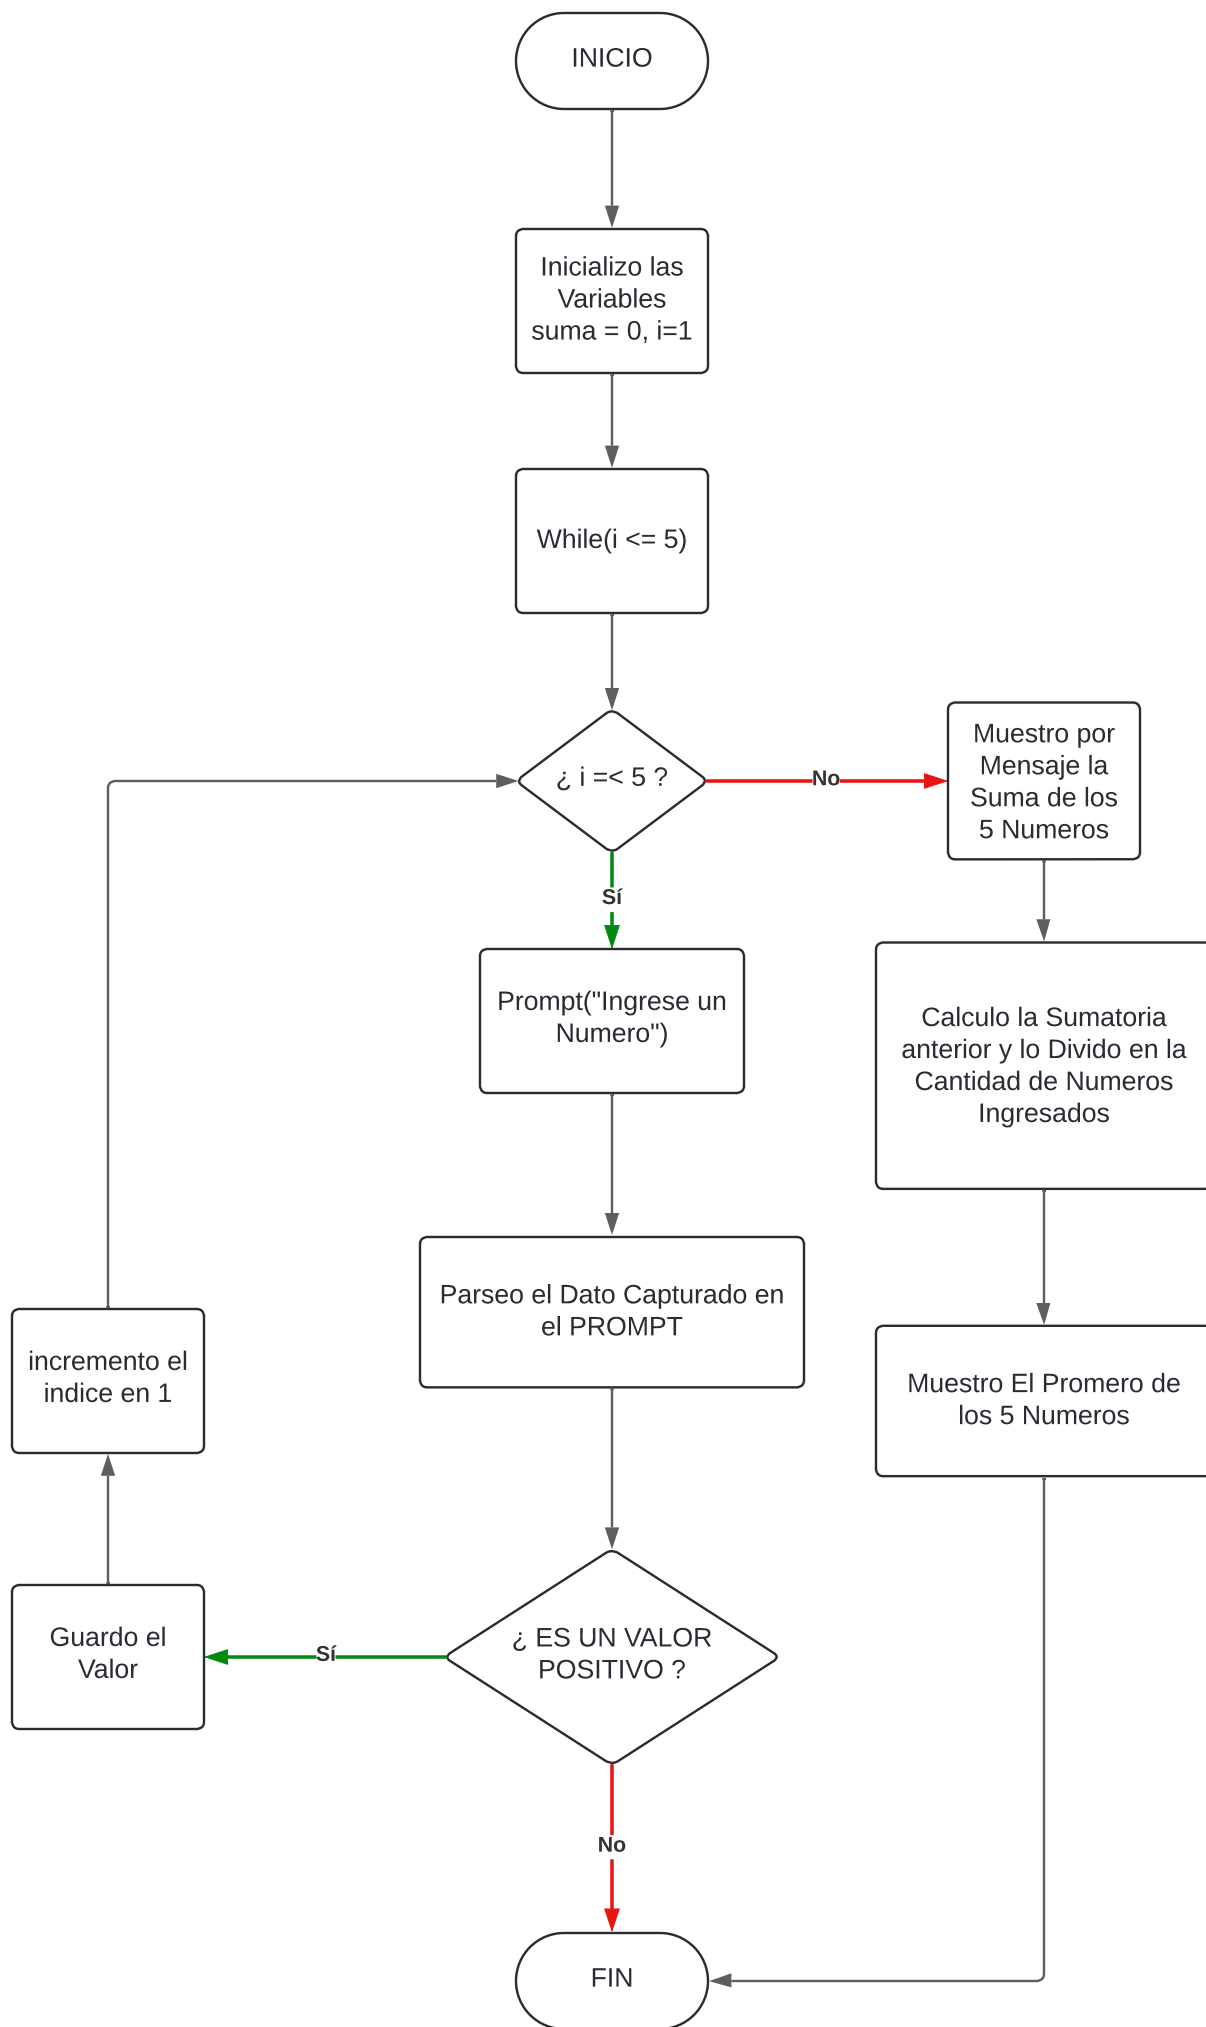 INICIO
Inicializo las
Variables
suma = 0, i=1
While(i <= 5)
¿ i =< 5 ?
No
Muestro por
Mensaje la
Suma de los
5 Numeros
Sí
Prompt("Ingrese un
Numero")
Calculo la Sumatoria
anterior y lo Divido en la
Cantidad de Numeros
Ingresados
Parseo el Dato Capturado en
el PROMPT
incremento el
indice en 1
Muestro El Promero de
los 5 Numeros
¿ ES UN VALOR
POSITIVO ?
Sí
Guardo el
Valor
No
FIN